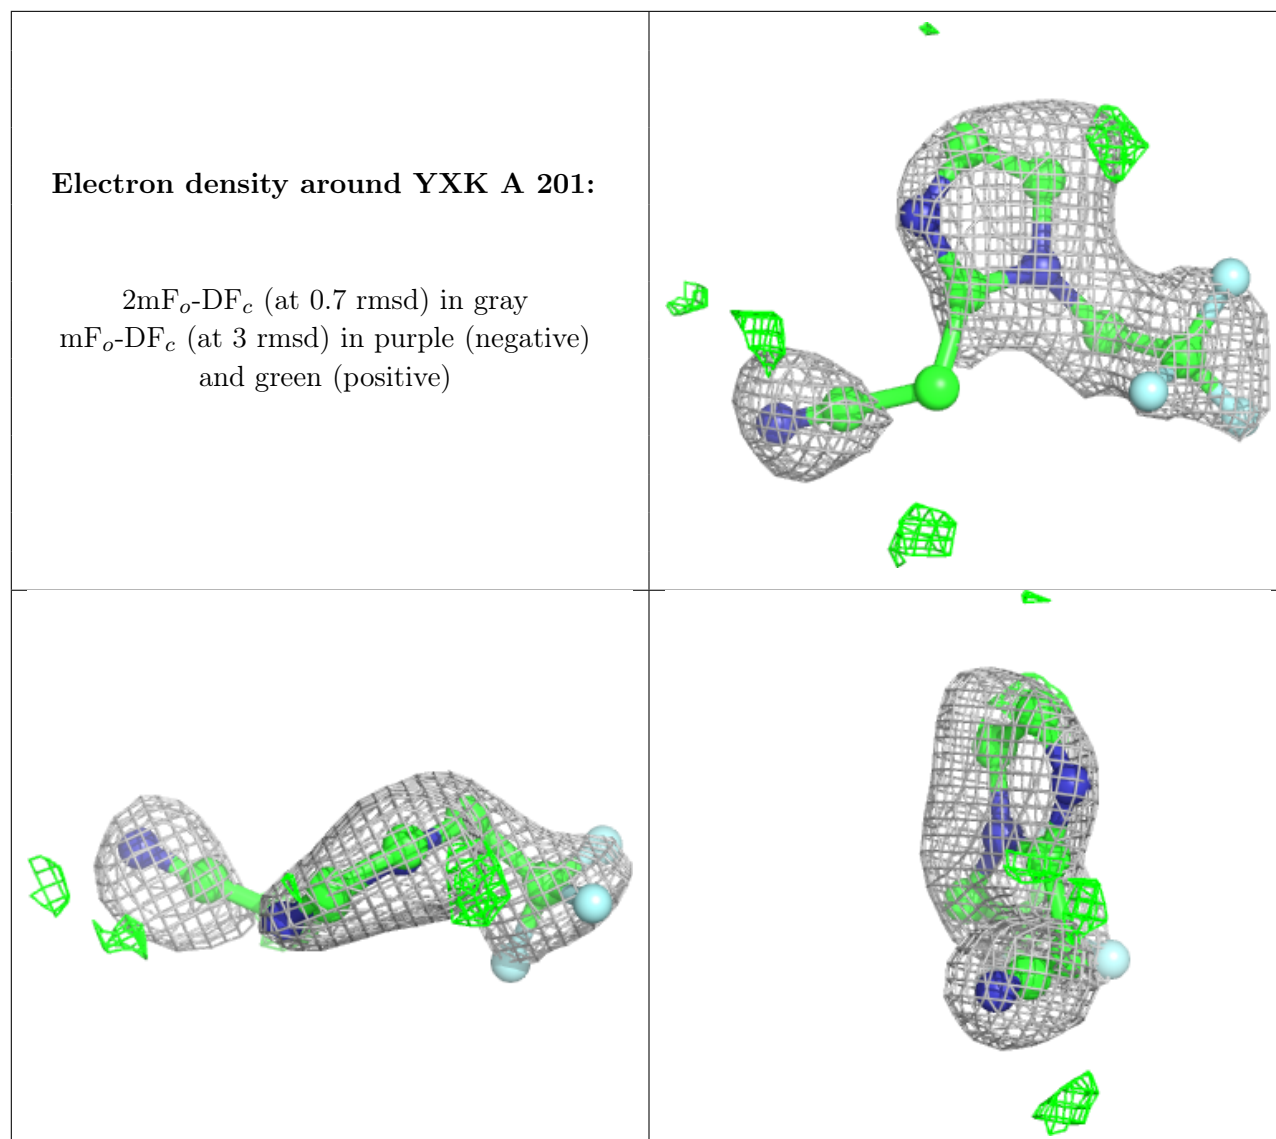 Electron density around YXK A 201:
2mFo-DFc (at 0.7 rmsd) in gray
mFo-DFc (at 3 rmsd) in purple (negative)
and green (positive)